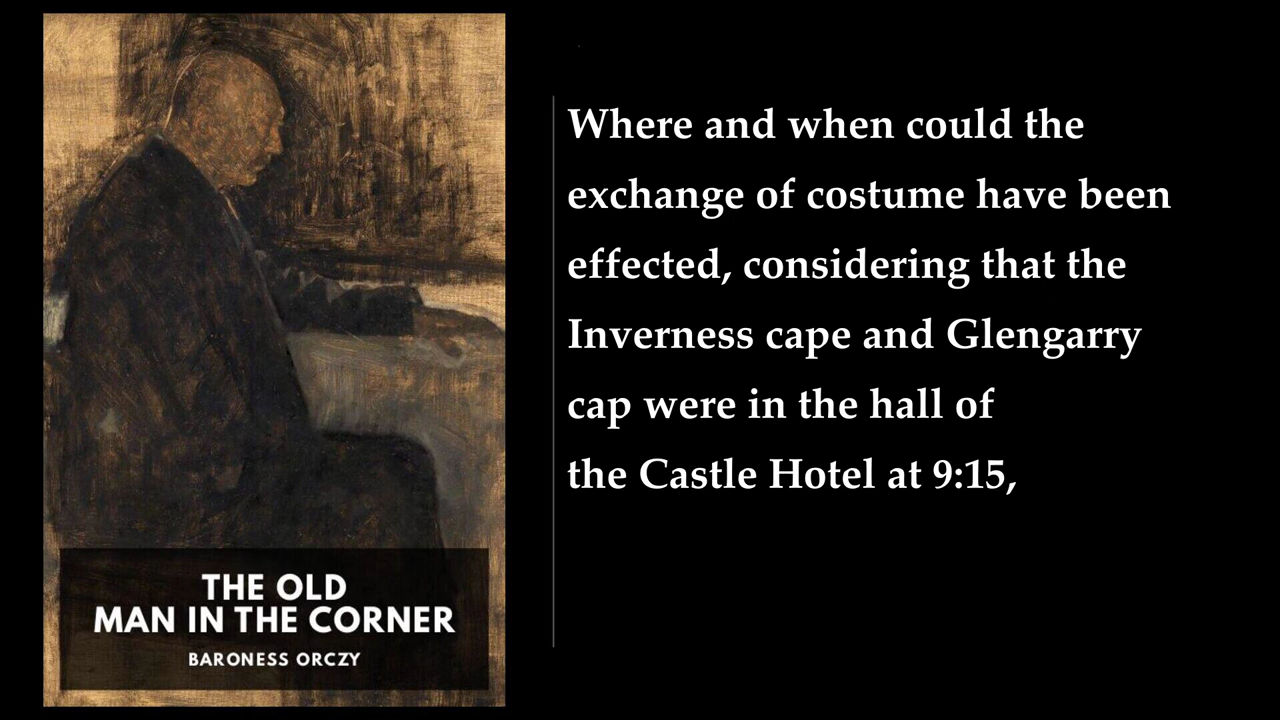 Where and when could the
exchange of costume have been
effected, considering that the
Inverness cape and Glengarry
cap were in the hall of
the Castle Hotel at 9:15,
THE OLD
MAN IN THE CORNER
BARONESS ORCZY